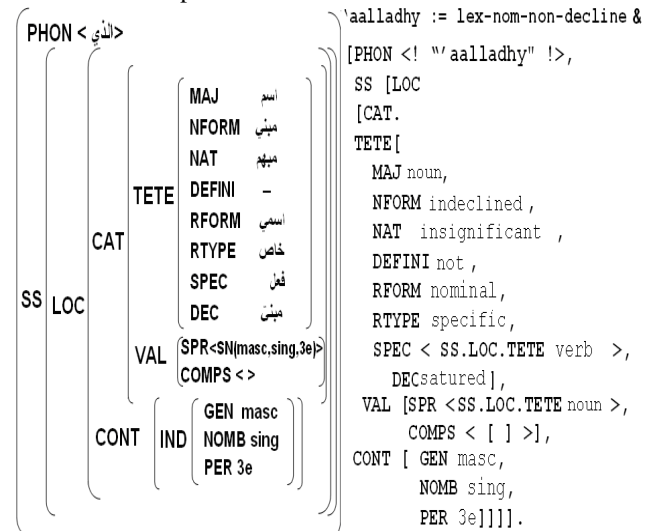 PHON < الذي>
SS
LOC
CAT
TETE
MAJ اسم
NFORM مبني
NAT مبهم
DEFINI –
RFORM اسمي
RTYPE خاص
SPEC فعل
DEC مبنيّ
VAL
SPR<SN(masc,sing,3e)>
COMPS < >
CONT
IND
GEN masc
NOMB sing
PER 3e
'aalladhy := lex-nom-non-decline &
[PHON <! "'aalladhy" !>,
SS [LOC
[CAT.
TETE[
MAJ noun,
NFORM indeclined ,
NAT insignificant ,
DEFINI not ,
RFORM nominal,
RTYPE specific,
SPEC < SS.LOC.TETE verb >,
DECsatured],
VAL [SPR <SS.LOC.TETE noun >,
COMPS < [ ] >],
CONT [ GEN masc,
NOMB sing,
PER 3e]]]].